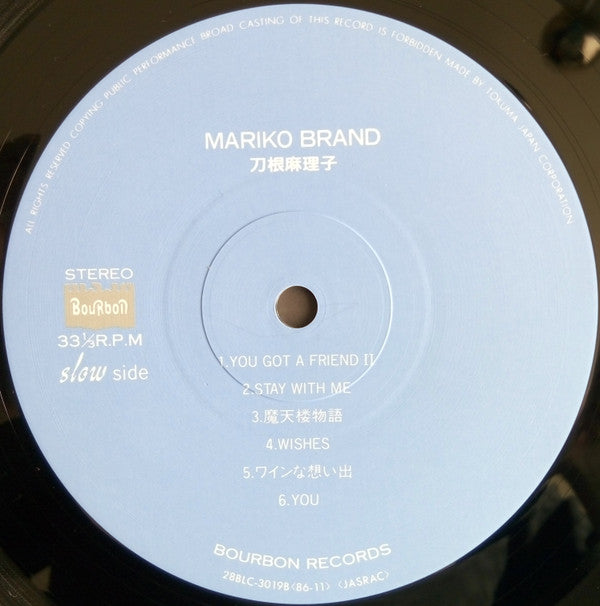 ALL RIGHTS RESERVED COPYING PUBLIC PERFORMANCE BROAD CASTING OF THIS RECORD IS FORBIDDEN MADE BY TOKUMA JAPAN CORPORATION
MARIKO BRAND
刀根麻理子
STEREO
BouRbon
33⅓R.P.M
slow side
1.YOU GOT A FRIEND II
2.STAY WITH ME
3.魔天楼物語
4.WISHES
5.ワインな想い出
6.YOU
BOURBON RECORDS
28BLC-3019B<86-11> <JASRAC>